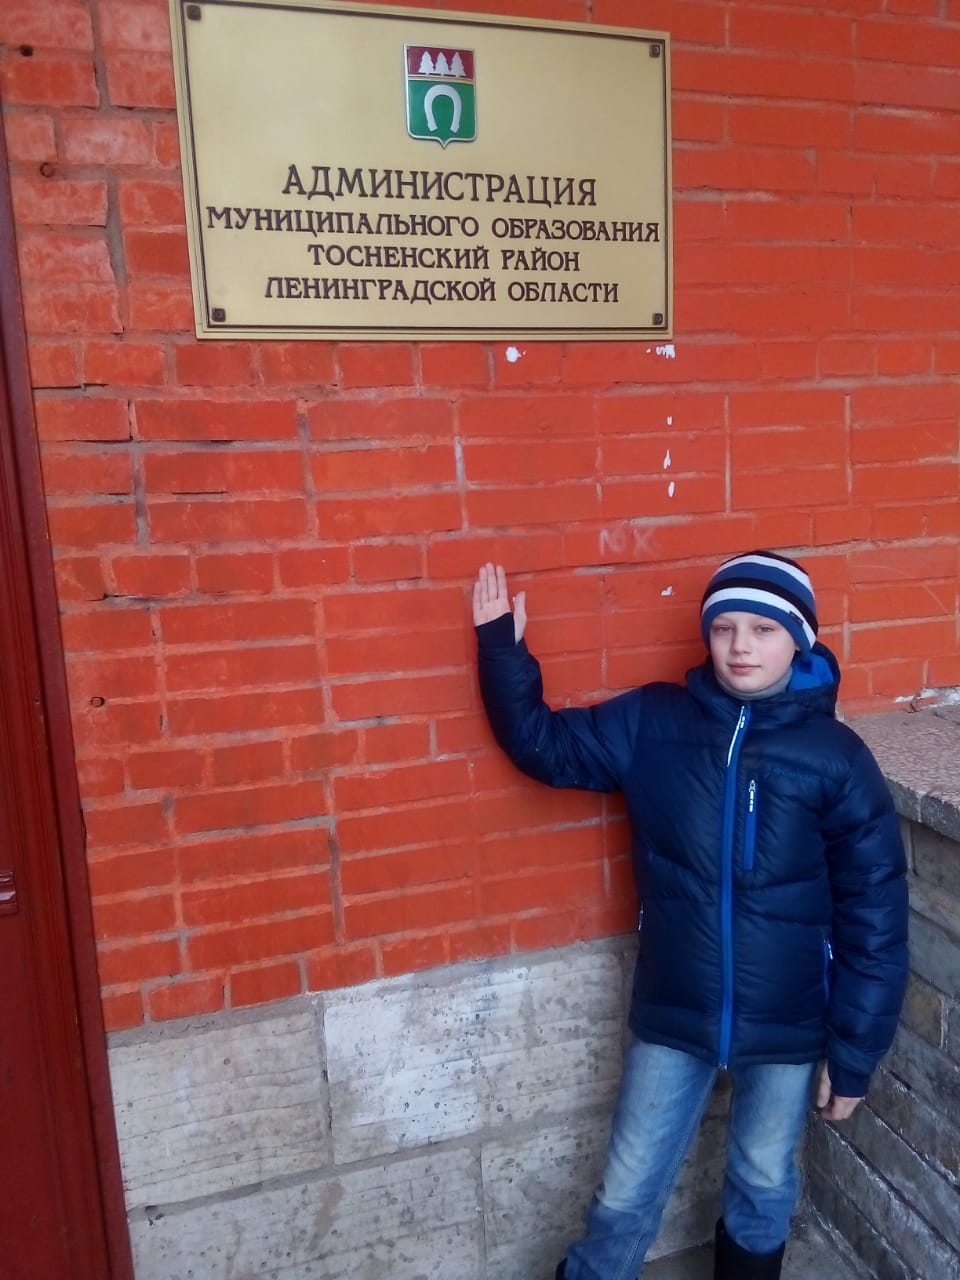 АДМИНИСТРАЦИЯ
МУНИЦИПАЛЬНОГО ОБРАЗОВАНИЯ
ТОСНЕНСКИЙ РАЙОН
ЛЕНИНГРАДСКОЙ ОБЛАСТИ